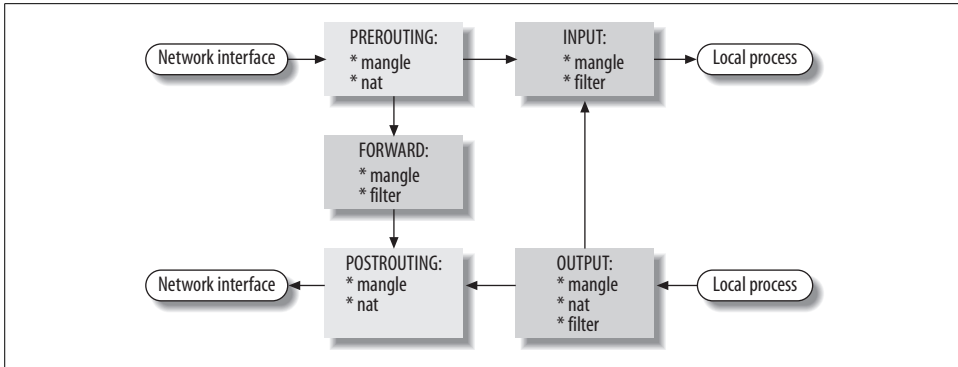 Network interface
PREROUTING:
* mangle
* nat
INPUT:
* mangle
* filter
Local process
FORWARD:
* mangle
* filter
Network interface
POSTROUTING:
* mangle
* nat
OUTPUT:
* mangle
* nat
* filter
Local process